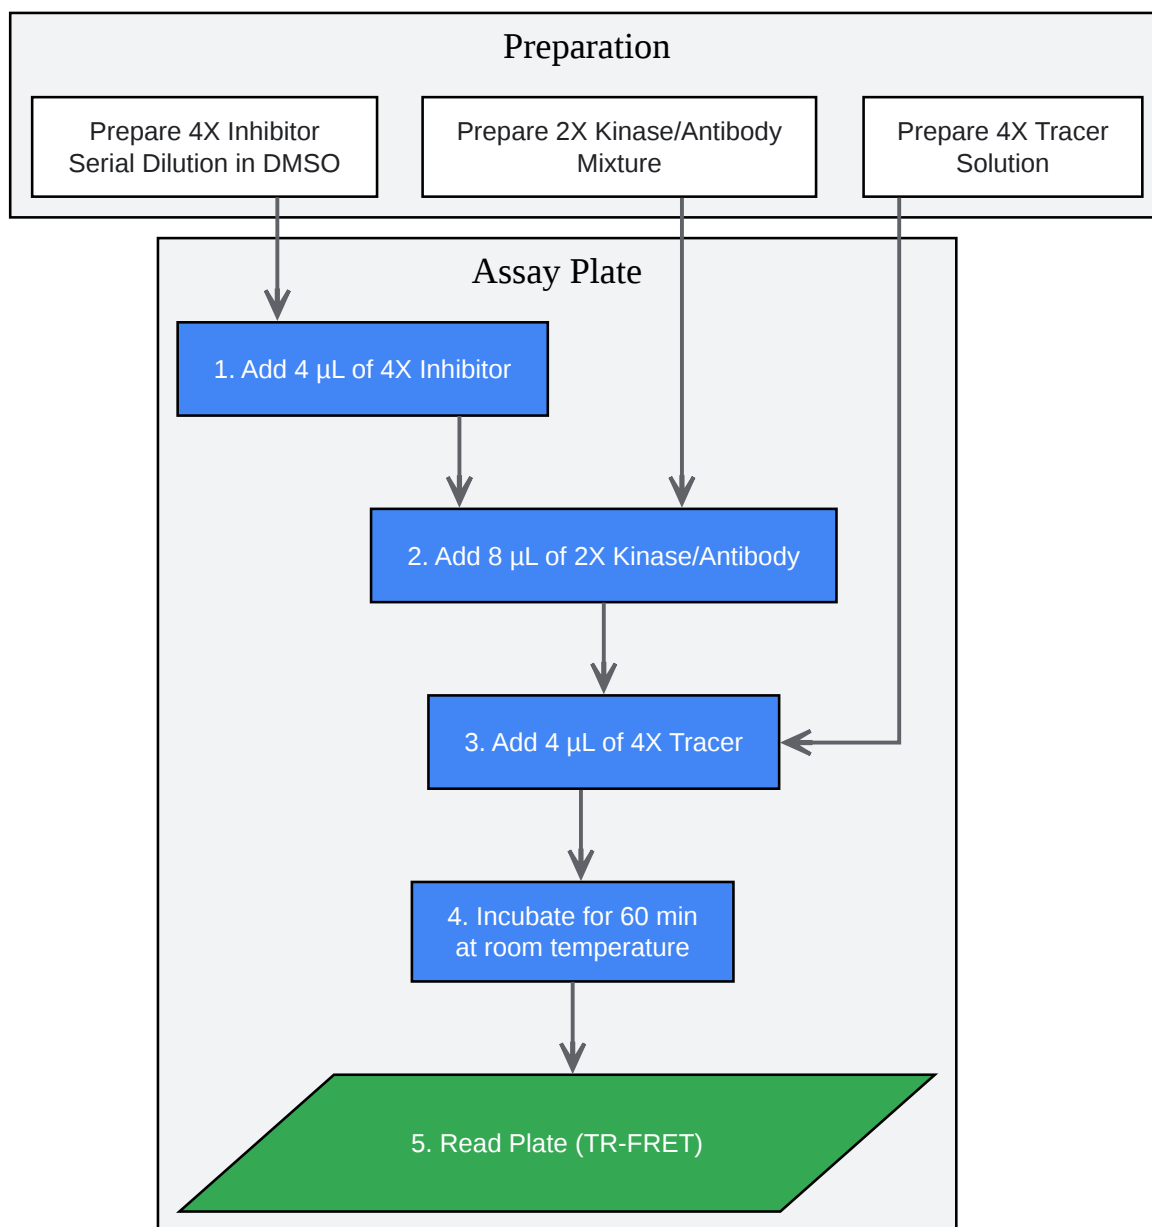 Preparation
Prepare 4X Inhibitor
Serial Dilution in DMSO
Prepare 2X Kinase/Antibody
Mixture
Prepare 4X Tracer
Solution
Assay Plate
1. Add 4 µL of 4X Inhibitor
2. Add 8 µL of 2X Kinase/Antibody
3. Add 4 µL of 4X Tracer
4. Incubate for 60 min
at room temperature
5. Read Plate (TR-FRET)